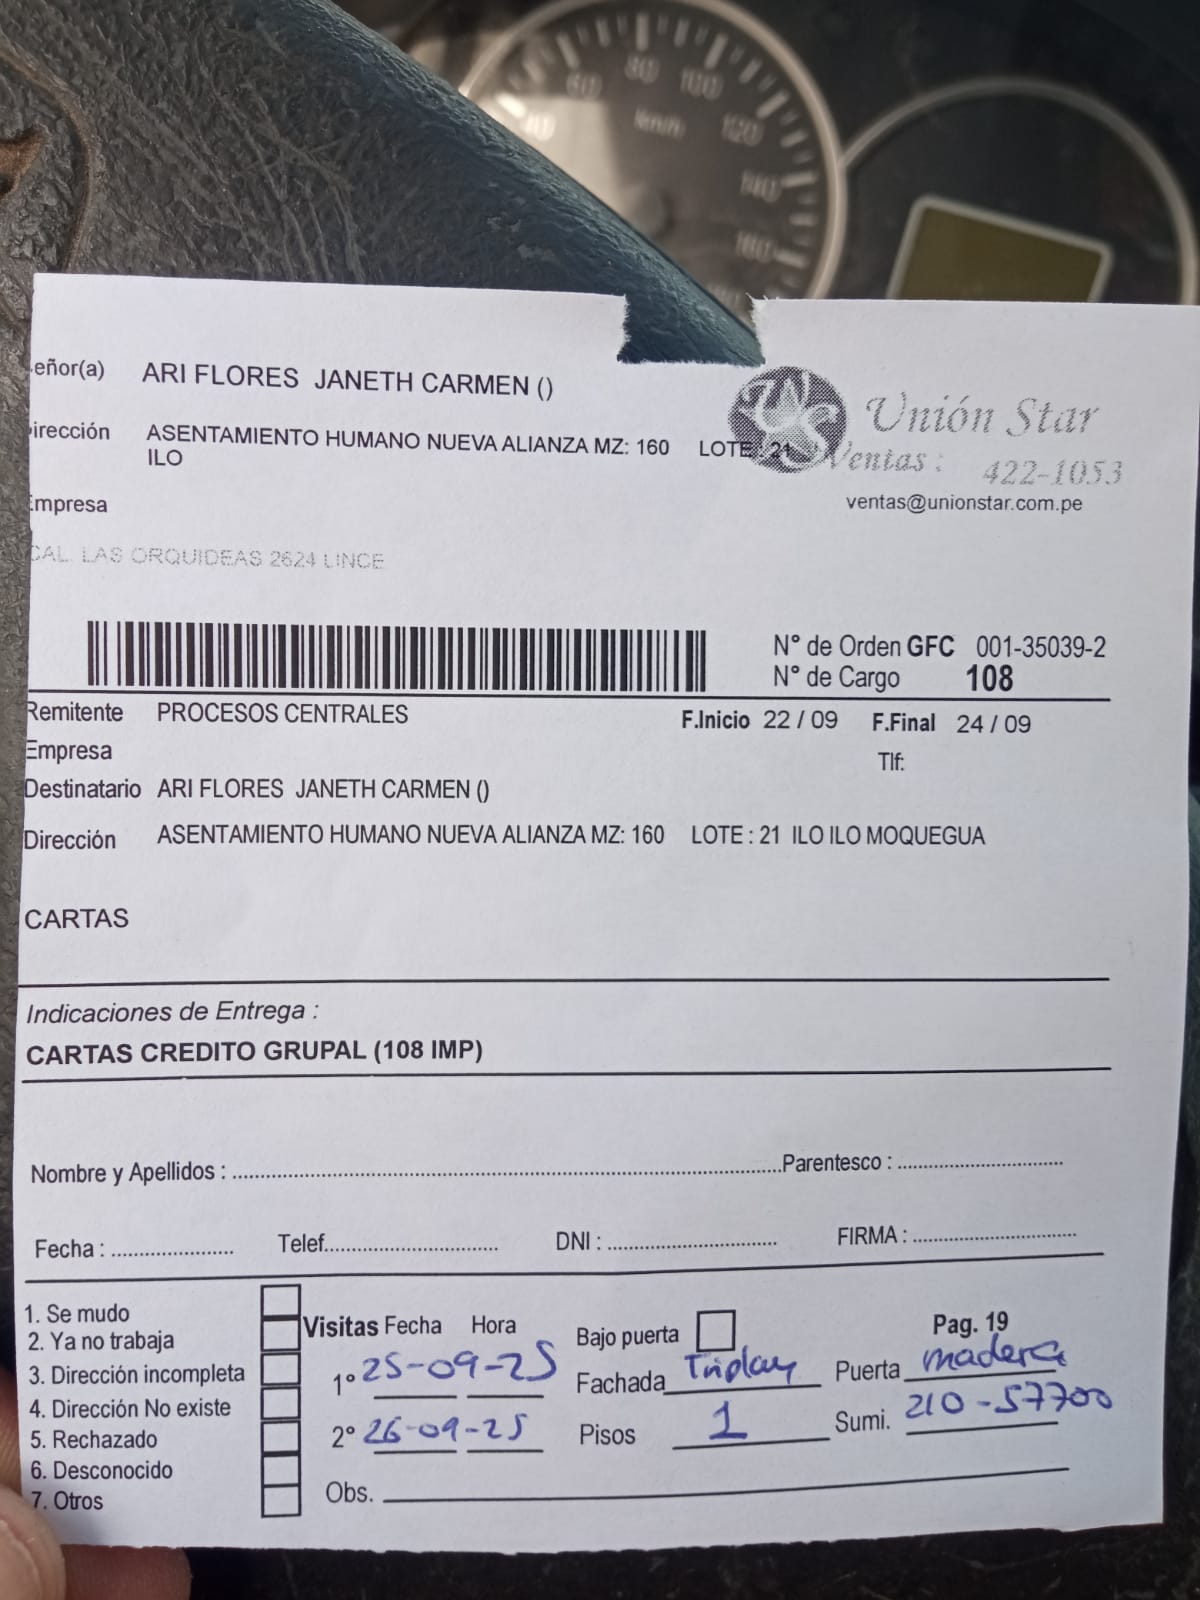 60 80 100 120 140 160
km/h
eñor(a) ARI FLORES JANETH CARMEN ()
irección ASENTAMIENTO HUMANO NUEVA ALIANZA MZ: 160 LOTE : 21
ILO
Unión Star
Ventas : 422-1053
ventas@unionstar.com.pe
Empresa
CAL. LAS ORQUIDEAS 2624 LINCE
N° de Orden GFC 001-35039-2
N° de Cargo 108
Remitente PROCESOS CENTRALES F.Inicio 22 / 09 F.Final 24 / 09
Empresa Tlf:
Destinatario ARI FLORES JANETH CARMEN ()
Dirección ASENTAMIENTO HUMANO NUEVA ALIANZA MZ: 160 LOTE : 21 ILO ILO MOQUEGUA
CARTAS
Indicaciones de Entrega :
CARTAS CREDITO GRUPAL (108 IMP)
Nombre y Apellidos : Parentesco :
Fecha : Telef. DNI : FIRMA :
1. Se mudo
2. Ya no trabaja
3. Dirección incompleta
4. Dirección No existe
5. Rechazado
6. Desconocido
7. Otros
Visitas Fecha Hora
1° 25-09-25
2° 26-09-25
Bajo puerta Pag. 19
Fachada Triplay Puerta madera
Pisos 1 Sumi. 210-57700
Obs.